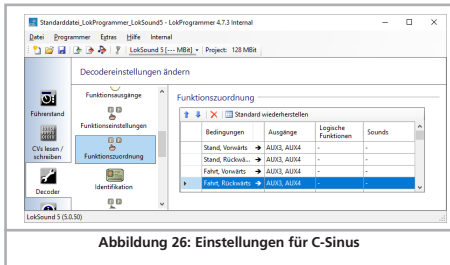 Standarddatei_LokProgrammer_LokSound5 - LokProgrammer 4.7.3 Internal
Datei Programmer Extras Hilfe Internal
LokSound 5 [--- MBit] Project: 128 MBit
Decodereinstellungen ändern
Führerstand
CVs lesen / schreiben
Decoder
Funktionsausgänge
Funktionseinstellungen
Funktionszuordnung
Identifikation
Funktionszuordnung
Standard wiederherstellen
Bedingungen Ausgänge Logische Funktionen Sounds
Stand, Vorwärts AUX3, AUX4 - -
Stand, Rückwä... AUX3, AUX4 - -
Fahrt, Vorwärts AUX3, AUX4 - -
Fahrt, Rückwärts AUX3, AUX4 - -
LokSound 5 (5.0.50)
Abbildung 26: Einstellungen für C-Sinus